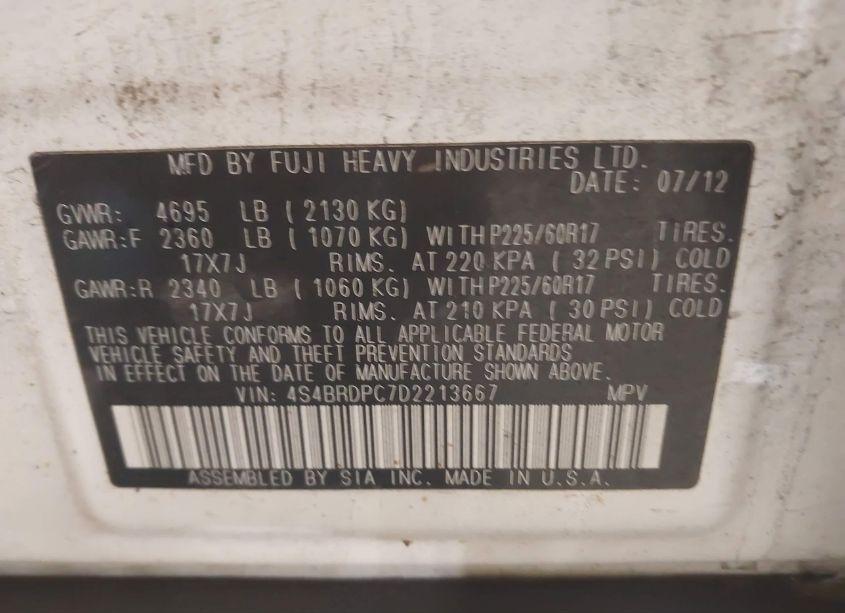 MFD BY FUJI HEAVY INDUSTRIES LTD.
DATE: 07/12
GVWR: 4695 LB ( 2130 KG)
GAWR:F 2360 LB ( 1070 KG) WITH P225/60R17 TIRES.
17X7J RIMS. AT 220 KPA ( 32 PSI) COLD
GAWR:R 2340 LB ( 1060 KG) WITH P225/60R17 TIRES.
17X7J RIMS. AT 210 KPA ( 30 PSI) COLD
THIS VEHICLE CONFORMS TO ALL APPLICABLE FEDERAL MOTOR
VEHICLE SAFETY AND THEFT PREVENTION STANDARDS
IN EFFECT ON THE DATE OF MANUFACTURE SHOWN ABOVE.
VIN: 4S4BRDPC7D2213667 MPV
ASSEMBLED BY SIA INC. MADE IN U.S.A.